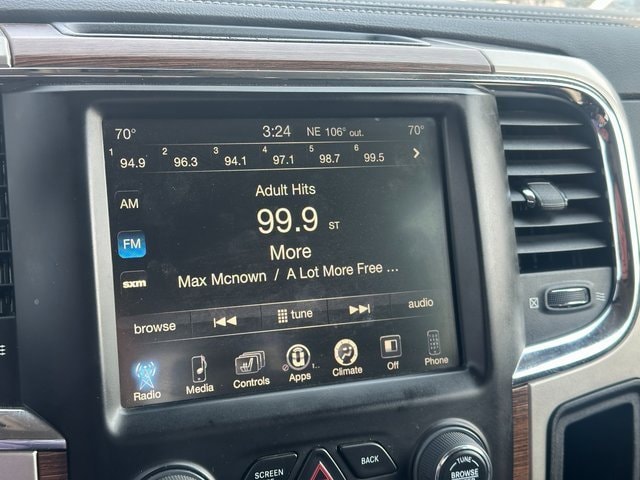 70° 3:24 NE 106° out. 70°
1 94.9 2 96.3 3 94.1 4 97.1 5 98.7 6 99.5
Adult Hits
AM
99.9 ST
FM
More
Max Mcnown / A Lot More Free ...
sxm
browse tune audio
Radio Media Controls Apps Climate Off Phone
SCREEN
BACK
TUNE
BROWSE